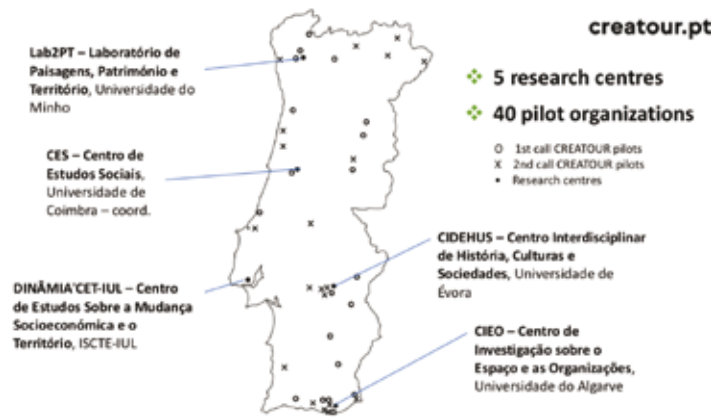 creatour.pt
Lab2PT – Laboratório de
Paisagens, Património e
Território, Universidade do
Minho
5 research centres
40 pilot organizations
O 1st call CREATOUR pilots
x 2nd call CREATOUR pilots
• Research centres
CES – Centro de
Estudos Sociais,
Universidade de
Coimbra – coord.
CIDEHUS – Centro Interdisciplinar
de História, Culturas e
Sociedades, Universidade de
Évora
DINÂMIA'CET-IUL – Centro
de Estudos Sobre a Mudança
Socioeconómica e o
Território, ISCTE-IUL
CIEO – Centro de
Investigação sobre o
Espaço e as Organizações,
Universidade do Algarve